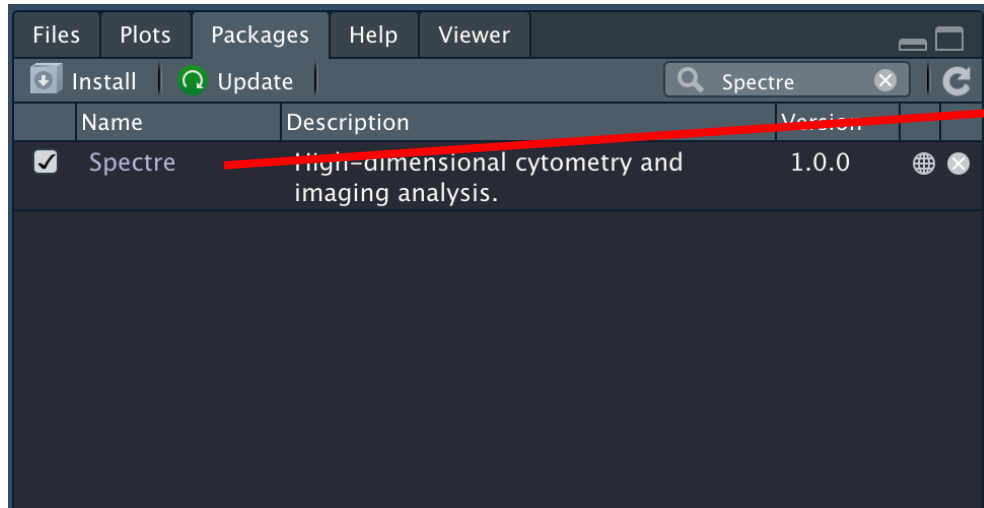 Files Plots Packages Help Viewer
Install Update Spectre
Name Description Version
Spectre High-dimensional cytometry and 1.0.0
imaging analysis.